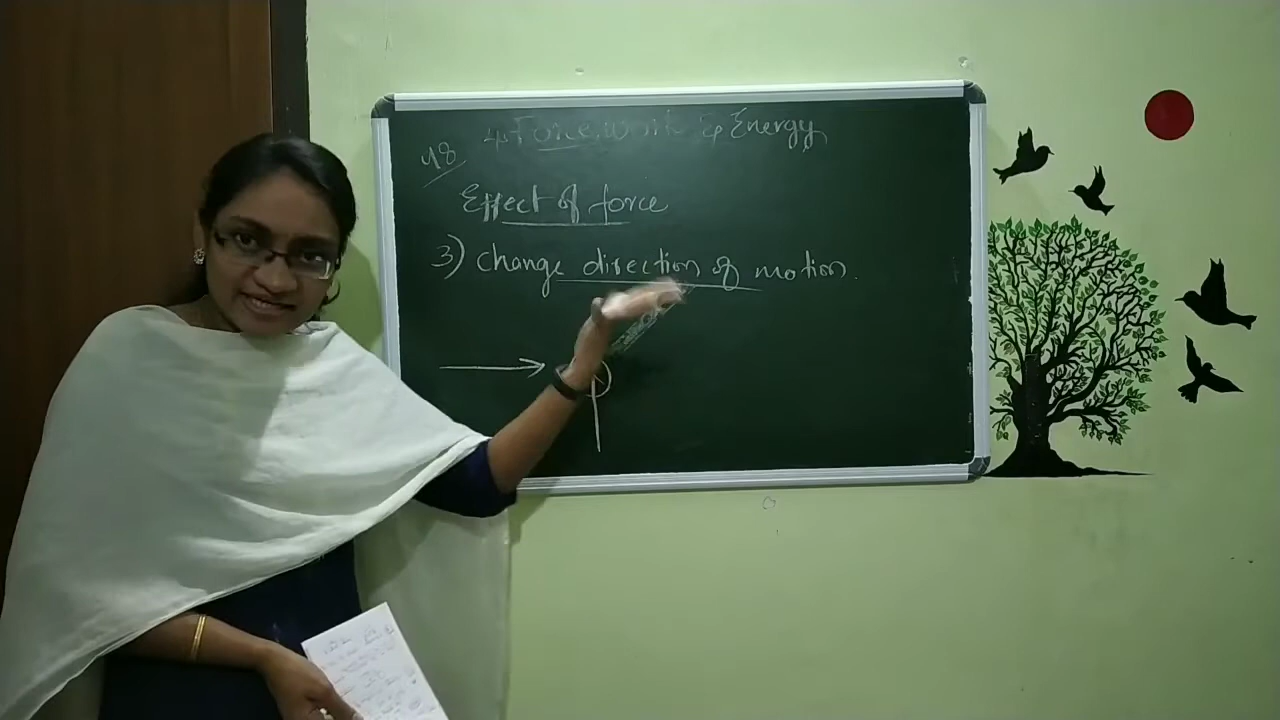 4. Force, work & Energy
48
Effect of force
3) Change direction of motion.